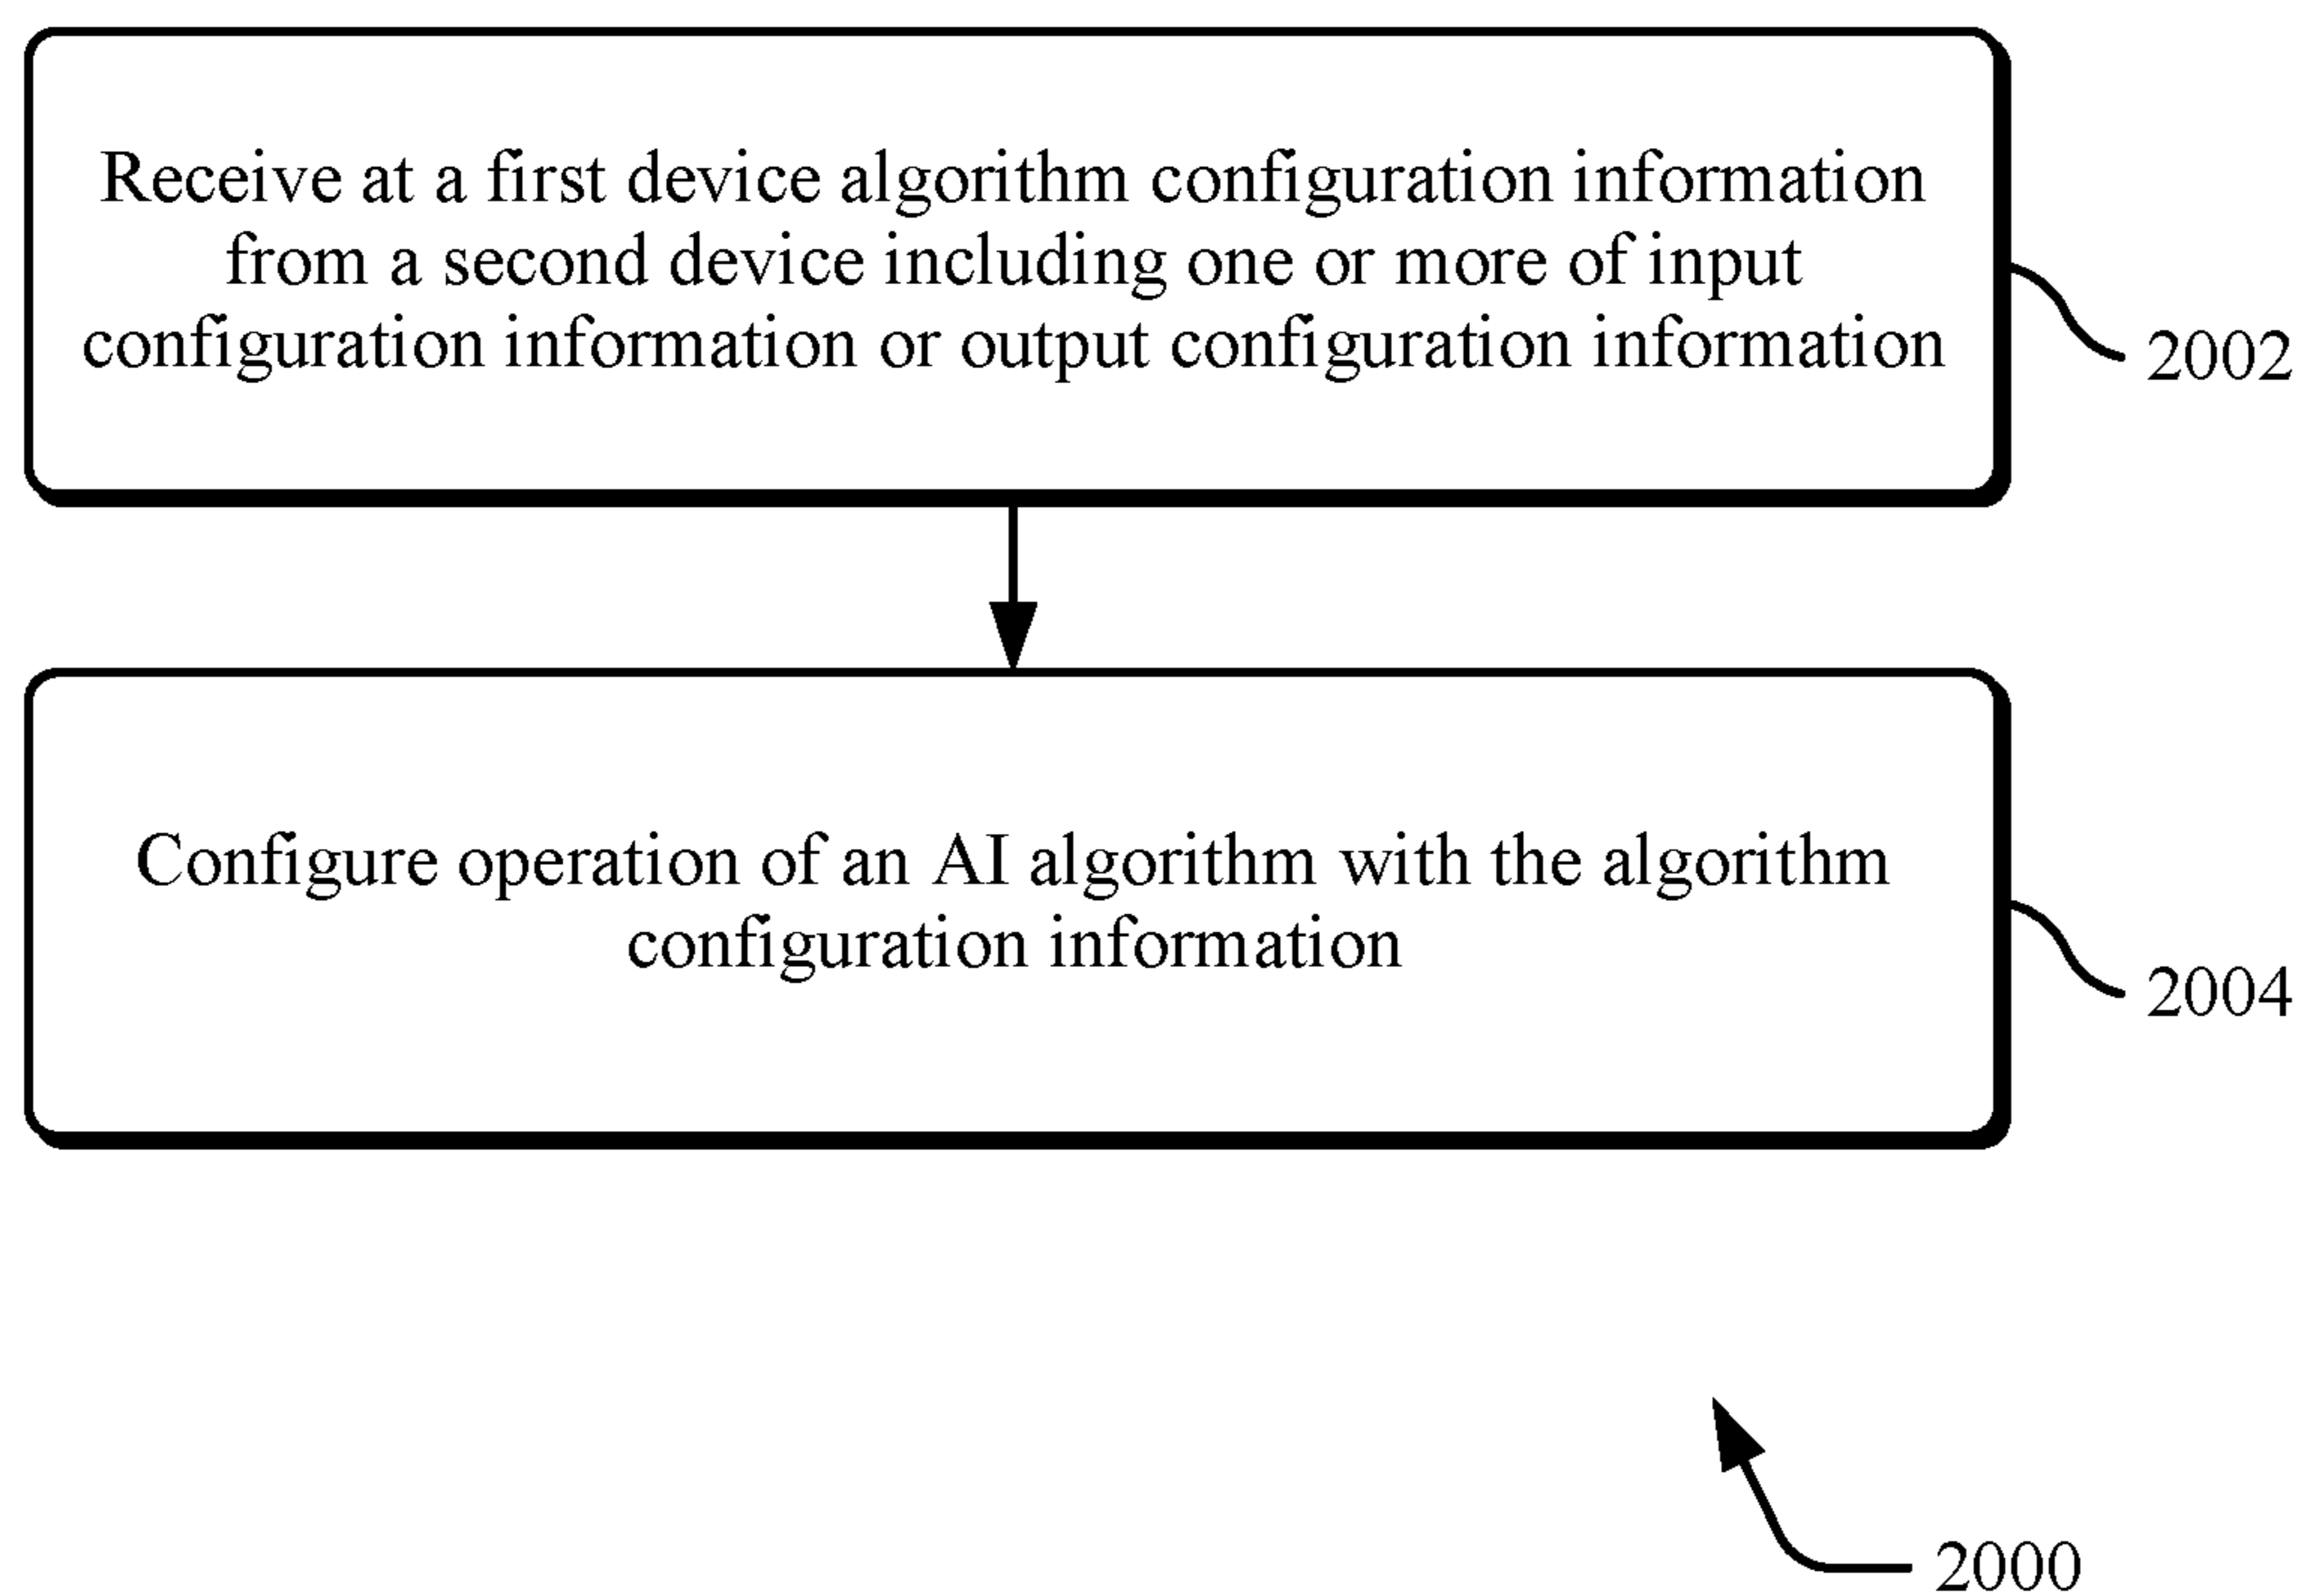 Receive at a first device algorithm configuration information
from a second device including one or more of input
configuration information or output configuration information
2002
Configure operation of an AI algorithm with the algorithm
configuration information
2004
2000